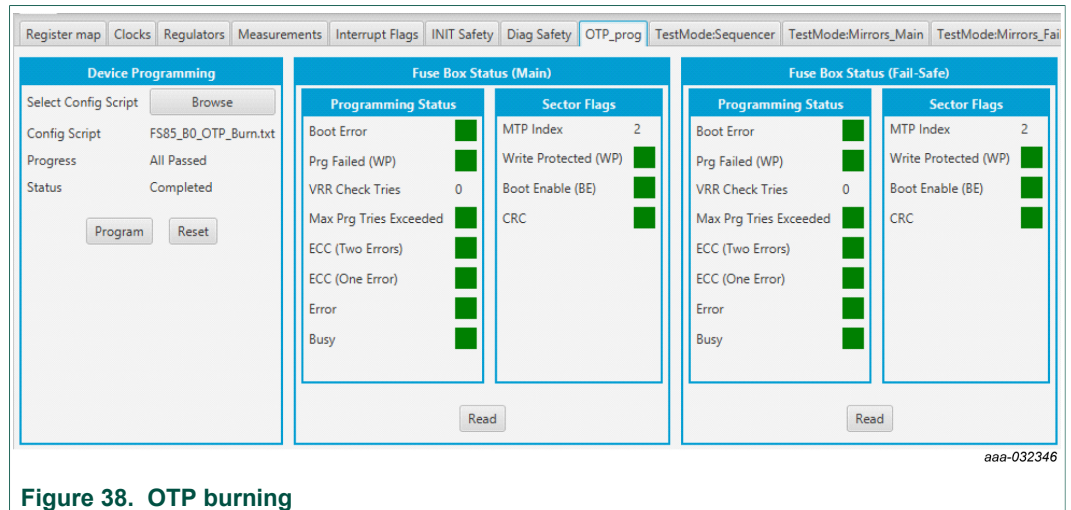 Register map Clocks Regulators Measurements Interrupt Flags INIT Safety Diag Safety OTP_prog TestMode:Sequencer TestMode:Mirrors_Main TestMode:Mirrors_Fai
Device Programming
Select Config Script Browse
Config Script FS85_B0_OTP_Burn.txt
Progress All Passed
Status Completed
Program Reset
Fuse Box Status (Main)
Programming Status
Boot Error
Prg Failed (WP)
VRR Check Tries 0
Max Prg Tries Exceeded
ECC (Two Errors)
ECC (One Error)
Error
Busy
Sector Flags
MTP Index 2
Write Protected (WP)
Boot Enable (BE)
CRC
Read
Fuse Box Status (Fail-Safe)
Programming Status
Boot Error
Prg Failed (WP)
VRR Check Tries 0
Max Prg Tries Exceeded
ECC (Two Errors)
ECC (One Error)
Error
Busy
Sector Flags
MTP Index 2
Write Protected (WP)
Boot Enable (BE)
CRC
Read
aaa-032346
Figure 38. OTP burning